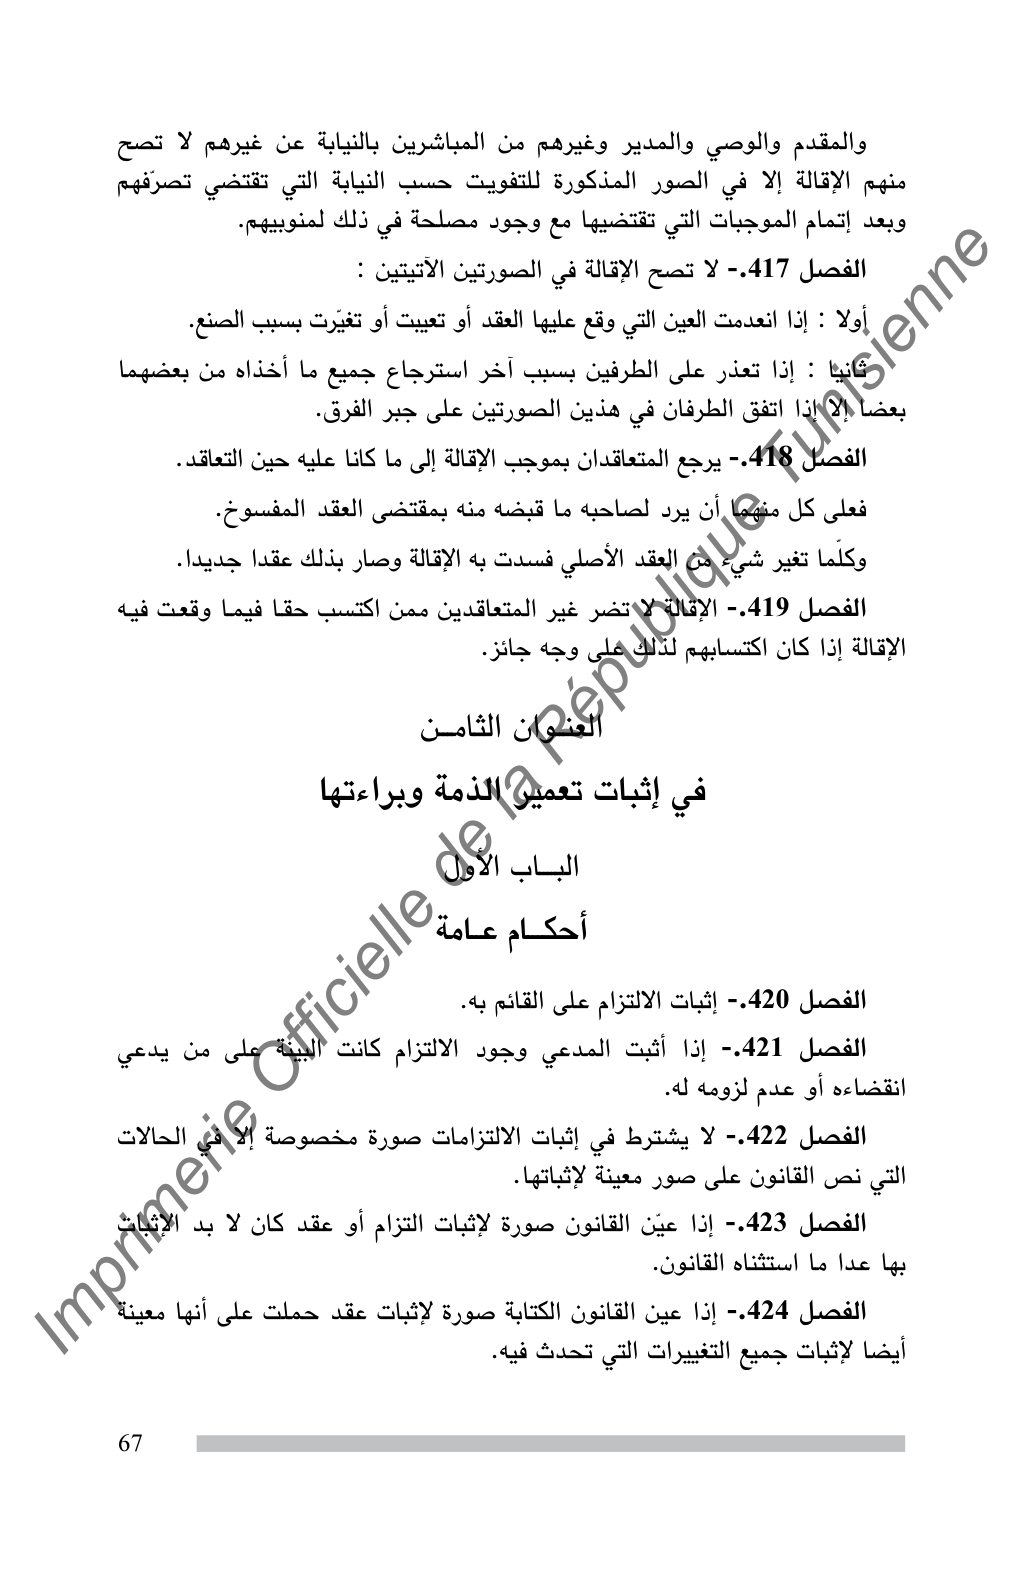 والمقدم والوصي والمدير وغيرهم من المباشرين بالنيابة عن غيرهم لا تصح
منهم الإقالة إلا في الصور المذكورة للتفويت حسب النيابة التي تقتضي تصرّفهم
وبعد إتمام الموجبات التي تقتضيها مع وجود مصلحة في ذلك لمنوبيهم.
الفصل 417.- لا تصح الإقالة في الصورتين الآتيتين :
أولا : إذا انعدمت العين التي وقع عليها العقد أو تعيبت أو تغيّرت بسبب الصنع.
ثانيا : إذا تعذر على الطرفين بسبب آخر استرجاع جميع ما أخذاه من بعضهما
بعضا إلا إذا اتفق الطرفان في هذين الصورتين على جبر الفرق.
الفصل 418.- يرجع المتعاقدان بموجب الإقالة إلى ما كانا عليه حين التعاقد.
فعلى كل منهما أن يرد لصاحبه ما قبضه منه بمقتضى العقد المفسوخ.
وكلّما تغير شيء من العقد الأصلي فسدت به الإقالة وصار بذلك عقدا جديدا.
الفصل 419.- الإقالة لا تضر غير المتعاقدين ممن اكتسب حقا فيما وقعت فيه
الإقالة إذا كان اكتسابهم لذلك على وجه جائز.
العنـوان الثامـن
في إثبات تعمير الذمة وبراءتها
البـاب الأول
أحكـام عـامة
الفصل 420.- إثبات الالتزام على القائم به.
الفصل 421.- إذا أثبت المدعي وجود الالتزام كانت البينة على من يدعي
انقضاءه أو عدم لزومه له.
الفصل 422.- لا يشترط في إثبات الالتزامات صورة مخصوصة إلا في الحالات
التي نص القانون على صور معينة لإثباتها.
الفصل 423.- إذا عيّن القانون صورة لإثبات التزام أو عقد كان لا بد الإثبات
بها عدا ما استثناه القانون.
الفصل 424.- إذا عين القانون الكتابة صورة لإثبات عقد حملت على أنها معينة
أيضا لإثبات جميع التغييرات التي تحدث فيه.
67
Imprimerie Officielle de la République Tunisienne